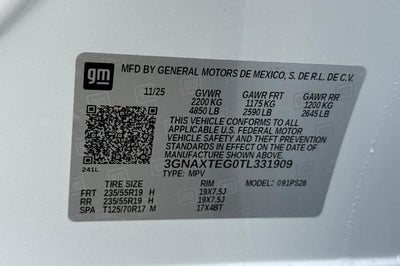 gm MFD BY GENERAL MOTORS DE MEXICO, S. DE R.L. DE C.V.
11/25 GVWR GAWR FRT GAWR RR
2200 KG 1175 KG 1200 KG
4850 LB 2590 LB 2645 LB
THIS VEHICLE CONFORMS TO ALL
APPLICABLE U.S. FEDERAL MOTOR
VEHICLE SAFETY AND THEFT
PREVENTION STANDARDS IN EFFECT
ON THE DATE OF MANUFACTURE
SHOWN ABOVE.
3GNAXTEG0TL331909
241L TYPE: MPV MODEL: 091PS26
TIRE SIZE RIM
FRT 235/55R19 H 19X7.5J
RR 235/55R19 H 19X7.5J
SPA T125/70R17 M 17X4BT